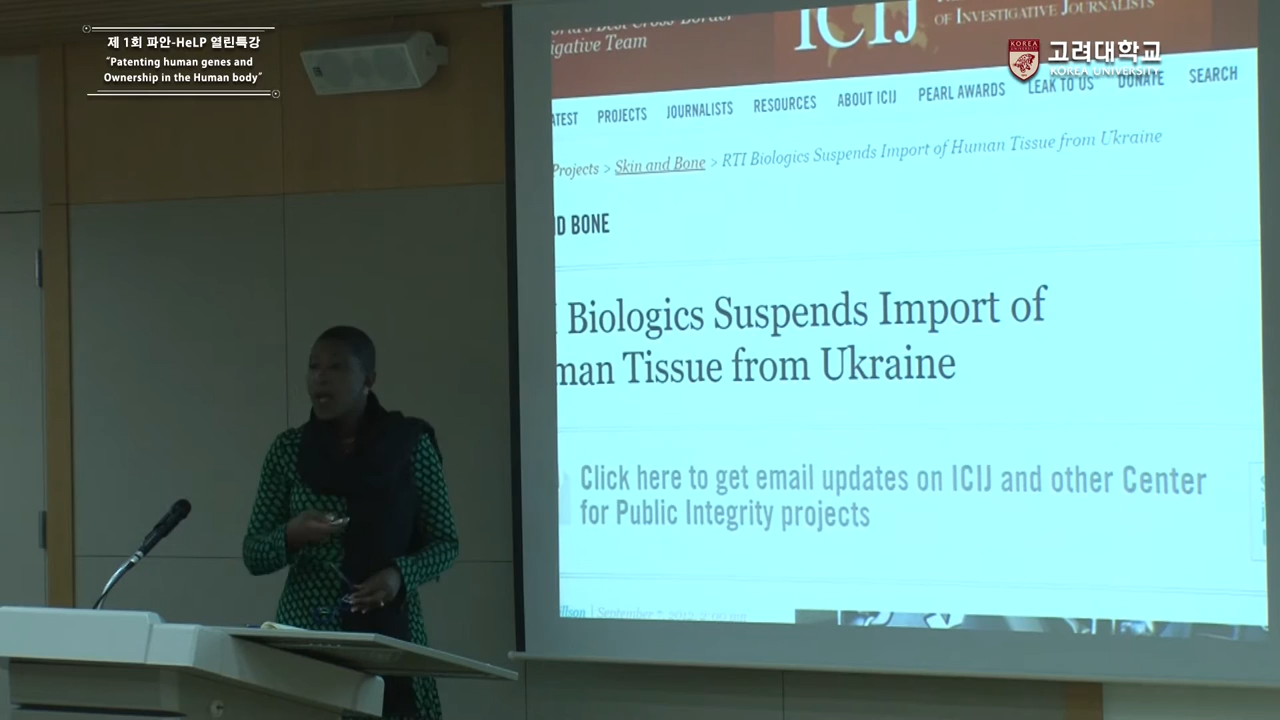 제 1회 파안-HeLP 열린특강
“Patenting human genes and
Ownership in the Human body”
igative Team
ICIJ
OF INVESTIGATIVE JOURNALISTS
KOREA
고려대학교
KOREA UNIVERSITY
ATEST PROJECTS JOURNALISTS RESOURCES ABOUT ICIJ PEARL AWARDS LEAK TO US DONATE SEARCH
Projects > Skin and Bone > RTI Biologics Suspends Import of Human Tissue from Ukraine
D BONE
Biologics Suspends Import of
man Tissue from Ukraine
Click here to get email updates on ICIJ and other Center
for Public Integrity projects